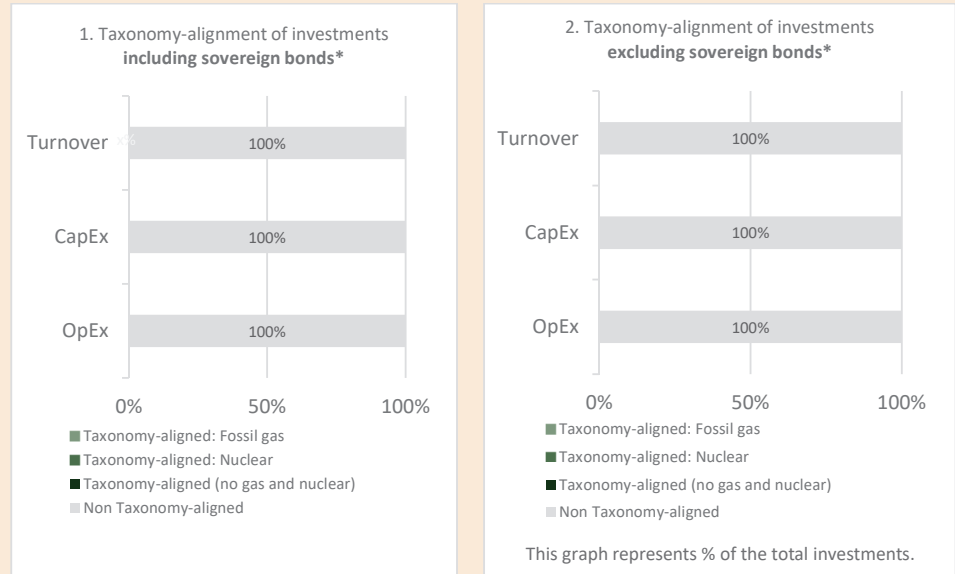 1. Taxonomy-alignment of investments
including sovereign bonds*
Turnover x% 100%
CapEx 100%
OpEx 100%
0% 50% 100%
Taxonomy-aligned: Fossil gas
Taxonomy-aligned: Nuclear
Taxonomy-aligned (no gas and nuclear)
Non Taxonomy-aligned
2. Taxonomy-alignment of investments
excluding sovereign bonds*
Turnover 100%
CapEx 100%
OpEx 100%
0% 50% 100%
Taxonomy-aligned: Fossil gas
Taxonomy-aligned: Nuclear
Taxonomy-aligned (no gas and nuclear)
Non Taxonomy-aligned
This graph represents % of the total investments.